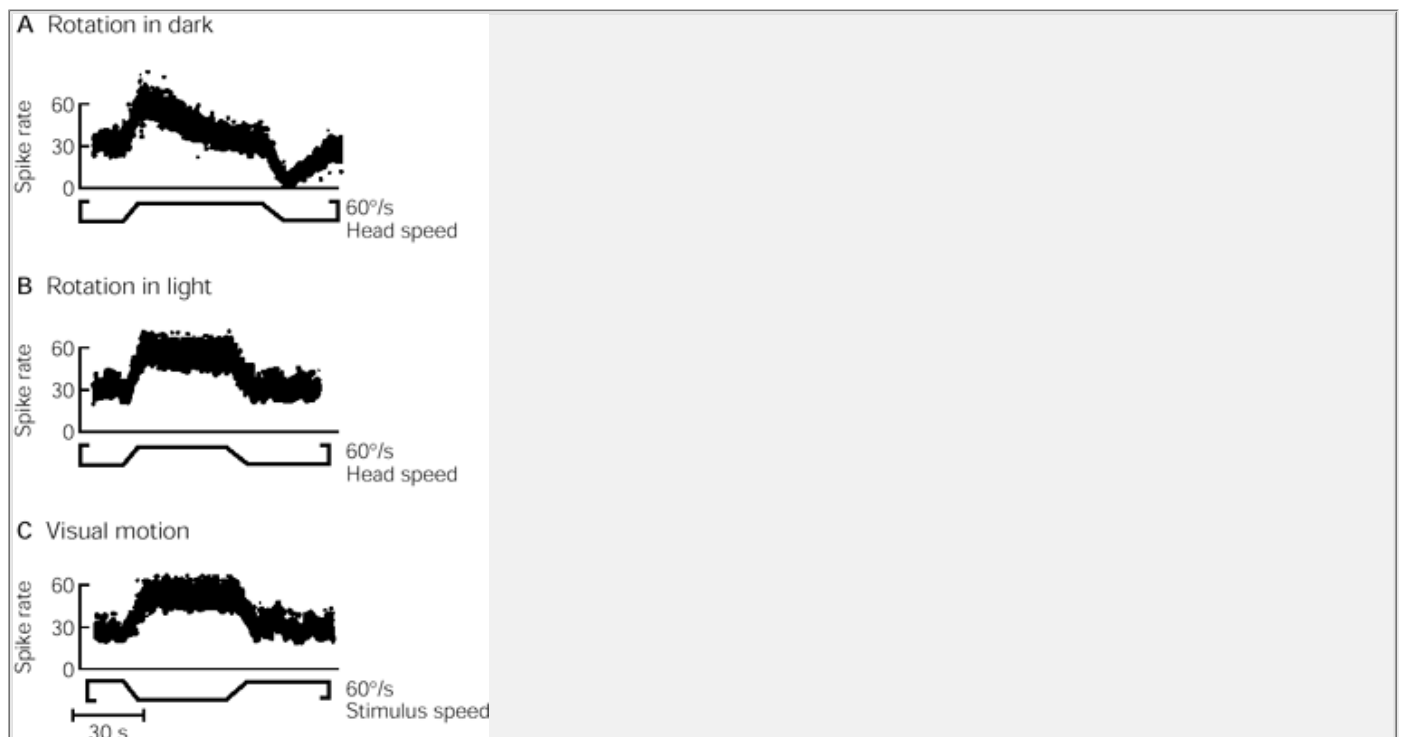 A Rotation in dark
Spike rate
60
30
0
60°/s
Head speed
B Rotation in light
Spike rate
60
30
0
60°/s
Head speed
C Visual motion
Spike rate
60
30
0
60°/s
Stimulus speed
30 s